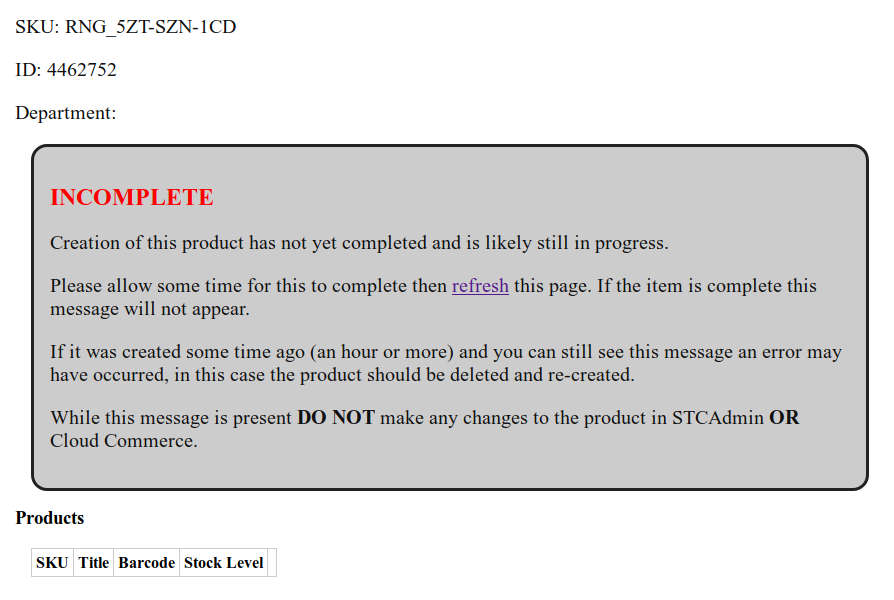 SKU: RNG_5ZT-SZN-1CD
ID: 4462752
Department:
INCOMPLETE
Creation of this product has not yet completed and is likely still in progress.
Please allow some time for this to complete then refresh this page. If the item is complete this
message will not appear.
If it was created some time ago (an hour or more) and you can still see this message an error may
have occurred, in this case the product should be deleted and re-created.
While this message is present DO NOT make any changes to the product in STCAdmin OR
Cloud Commerce.
Products
SKU Title Barcode Stock Level